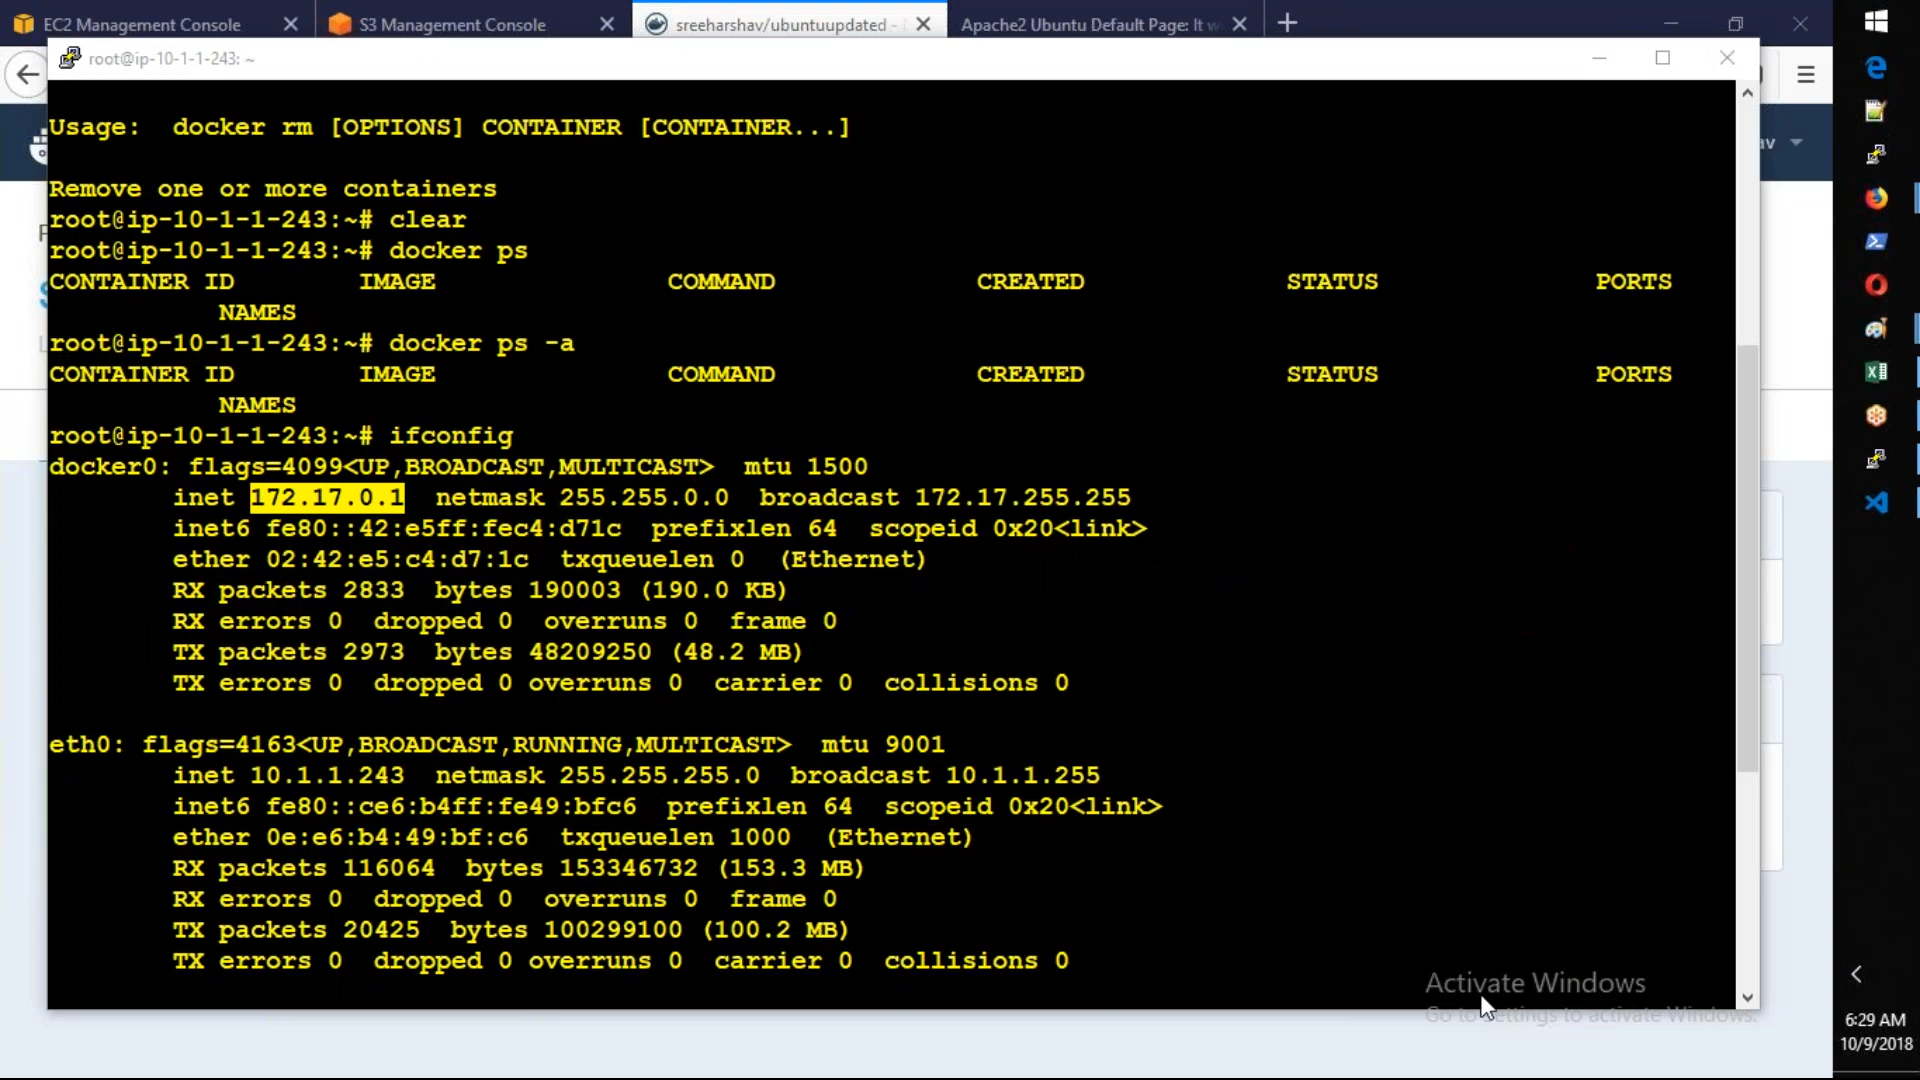 EC2 Management Console
S3 Management Console
sreeharshav/ubuntuupdated -
Apache2 Ubuntu Default Page: It
root@ip-10-1-1-243: ~
Usage:  docker rm [OPTIONS] CONTAINER [CONTAINER...]
Remove one or more containers
root@ip-10-1-1-243:~# clear
root@ip-10-1-1-243:~# docker ps
CONTAINER ID        IMAGE               COMMAND             CREATED             STATUS              PORTS
NAMES
root@ip-10-1-1-243:~# docker ps -a
CONTAINER ID        IMAGE               COMMAND             CREATED             STATUS              PORTS
NAMES
root@ip-10-1-1-243:~# ifconfig
docker0: flags=4099<UP,BROADCAST,MULTICAST>  mtu 1500
inet 172.17.0.1  netmask 255.255.0.0  broadcast 172.17.255.255
inet6 fe80::42:e5ff:fec4:d71c  prefixlen 64  scopeid 0x20<link>
ether 02:42:e5:c4:d7:1c  txqueuelen 0  (Ethernet)
RX packets 2833  bytes 190003 (190.0 KB)
RX errors 0  dropped 0  overruns 0  frame 0
TX packets 2973  bytes 48209250 (48.2 MB)
TX errors 0  dropped 0 overruns 0  carrier 0  collisions 0
eth0: flags=4163<UP,BROADCAST,RUNNING,MULTICAST>  mtu 9001
inet 10.1.1.243  netmask 255.255.255.0  broadcast 10.1.1.255
inet6 fe80::ce6:b4ff:fe49:bfc6  prefixlen 64  scopeid 0x20<link>
ether 0e:e6:b4:49:bf:c6  txqueuelen 1000  (Ethernet)
RX packets 116064  bytes 153346732 (153.3 MB)
RX errors 0  dropped 0  overruns 0  frame 0
TX packets 20425  bytes 100299100 (100.2 MB)
TX errors 0  dropped 0 overruns 0  carrier 0  collisions 0
Activate Windows
Go to Settings to activate Windows.
6:29 AM
10/9/2018